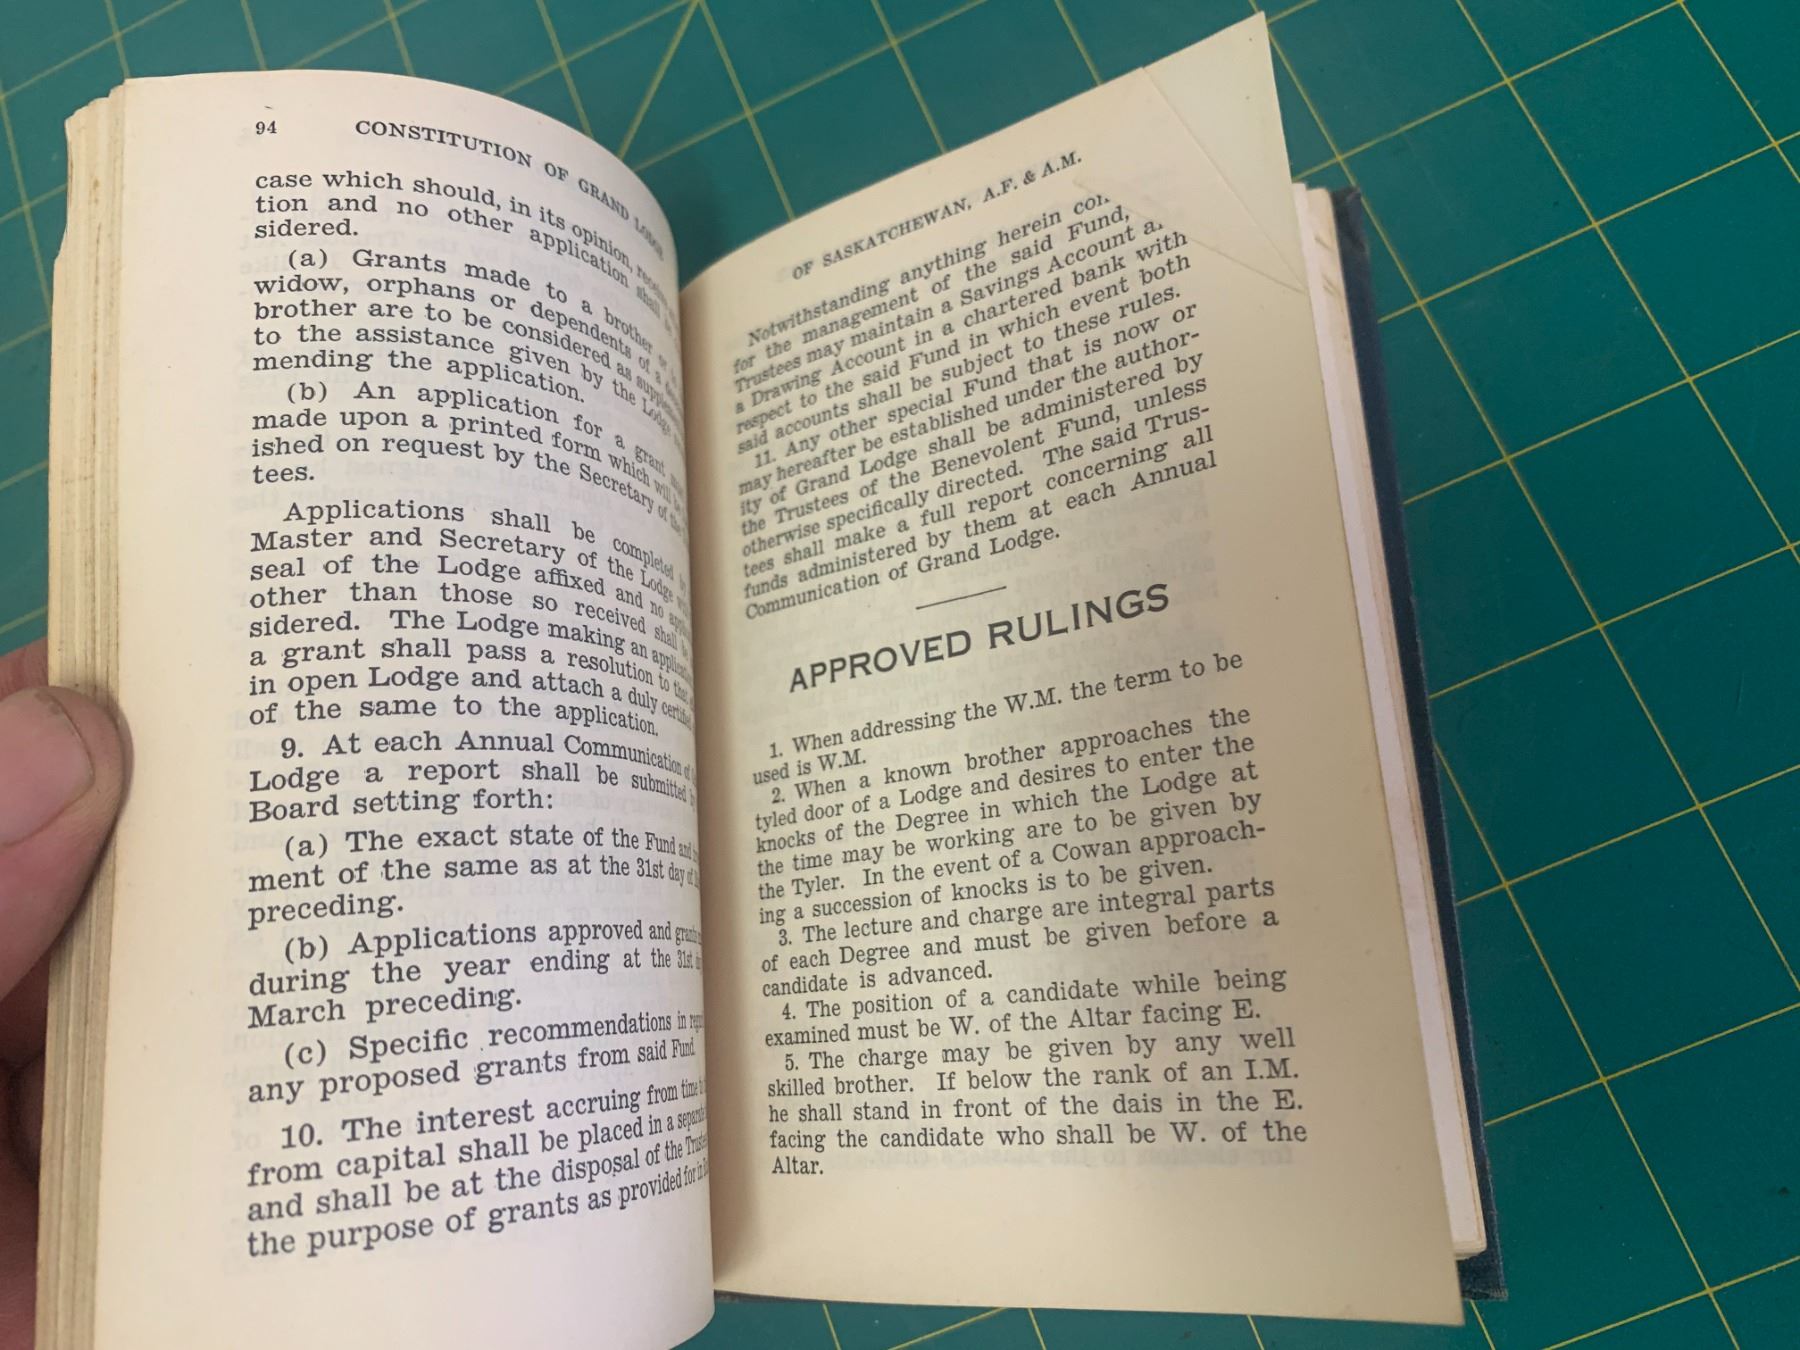 94 CONSTITUTION OF GRAND LODGE
case which should, in its opinion,
tion and no other application shall
sidered.
(a) Grants made to a brother or
widow, orphans or dependents of a
brother are to be considered as
to the assistance given by the Lodge
mending the application.
(b) An application for a grant
made upon a printed form which will
ished on request by the Secretary of the
tees.
Applications shall be completed
Master and Secretary of the Lodge
seal of the Lodge affixed and no
other than those so received shall be
sidered. The Lodge making an
a grant shall pass a resolution to
in open Lodge and attach a duly
of the same to the application.
9. At each Annual Communication of
Lodge a report shall be submitted
Board setting forth:
(a) The exact state of the Fund and
ment of the same as at the 31st day of
preceding.
(b) Applications approved and
during the year ending at the 31st
March preceding.
(c) Specific recommendations in
any proposed grants from said Fund.
10. The interest accruing from time
from capital shall be placed in a
and shall be at the disposal of the
the purpose of grants as provided for in
OF SASKATCHEWAN, A.F. & A.M.
Notwithstanding anything herein
for the management of the said Fund,
Trustees may maintain a Savings Account
a Drawing Account in a chartered bank with
respect to the said Fund in which event both
said accounts shall be subject to these rules.
11. Any other special Fund that is now or
may hereafter be established under the author-
ity of Grand Lodge shall be administered by
the Trustees of the Benevolent Fund, unless
otherwise specifically directed. The said Trus-
tees shall make a full report concerning all
funds administered by them at each Annual
Communication of Grand Lodge.
APPROVED RULINGS
1. When addressing the W.M. the term to be
used is W.M.
2. When a known brother approaches the
tyled door of a Lodge and desires to enter the
knocks of the Degree in which the Lodge at
the time may be working are to be given by
the Tyler. In the event of a Cowan approach-
ing a succession of knocks is to be given.
3. The lecture and charge are integral parts
of each Degree and must be given before a
candidate is advanced.
4. The position of a candidate while being
examined must be W. of the Altar facing E.
5. The charge may be given by any well
skilled brother. If below the rank of an I.M.
he shall stand in front of the dais in the E.
facing the candidate who shall be W. of the
Altar.